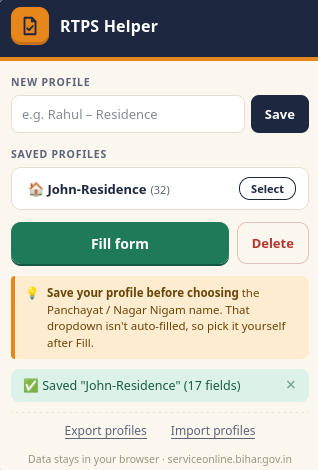 RTPS Helper
NEW PROFILE
e.g. Rahul – Residence
Save
SAVED PROFILES
🏠 John-Residence (32)
Select
Fill form
Delete
💡 Save your profile before choosing the
Panchayat / Nagar Nigam name. That
dropdown isn't auto-filled, so pick it yourself
after Fill.
✅ Saved "John-Residence" (17 fields) ✕
Export profiles Import profiles
Data stays in your browser · serviceonline.bihar.gov.in